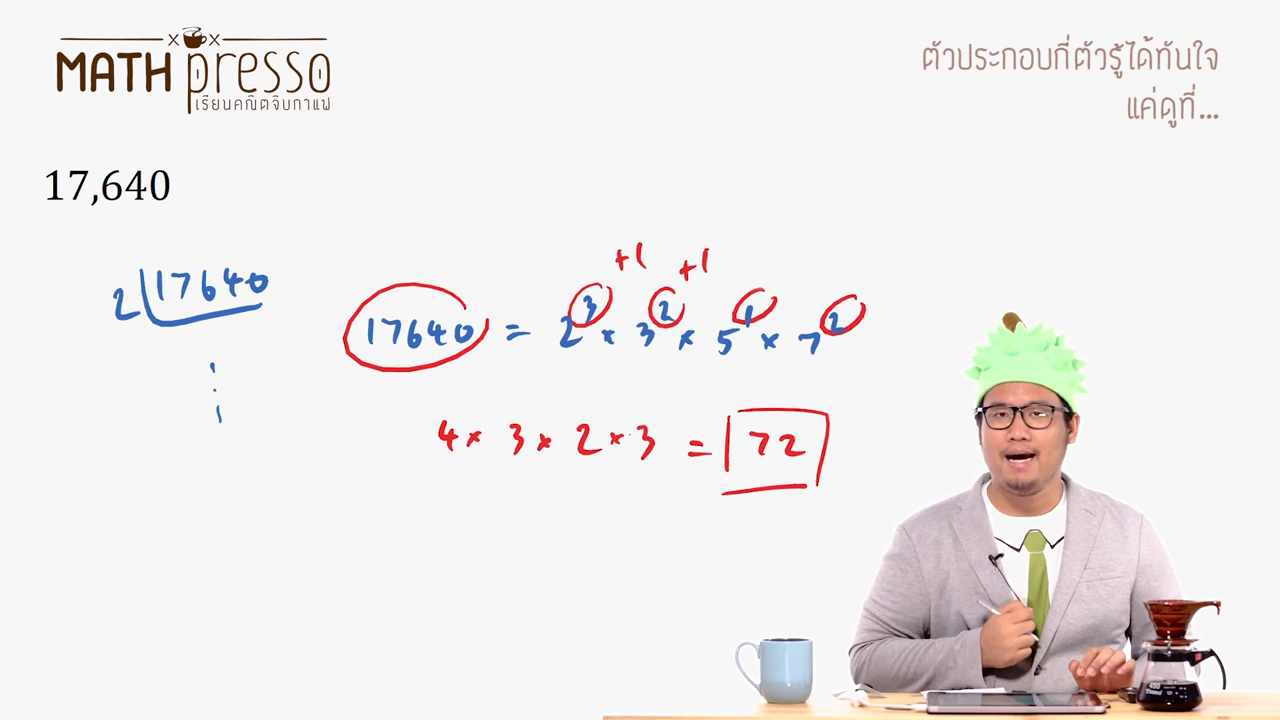 MATH presso
เรียนคณิตจิบกาแฟ
ตัวประกอบกี่ตัวรู้ได้ทันใจ
แค่ดูที่...
17,640
2 17640
+1 +1
17640 = 2³ × 3² × 5¹ × 7²
4 × 3 × 2 × 3 = 72